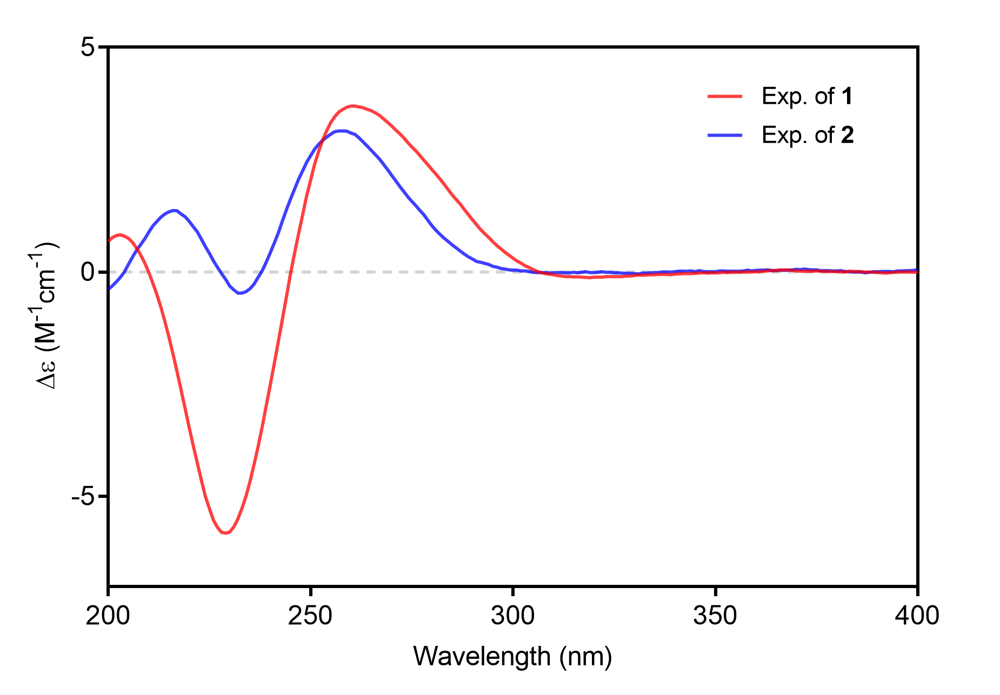 5
Exp. of 1
Exp. of 2
0
-5
Δε (M⁻¹cm⁻¹)
200 250 300 350 400
Wavelength (nm)